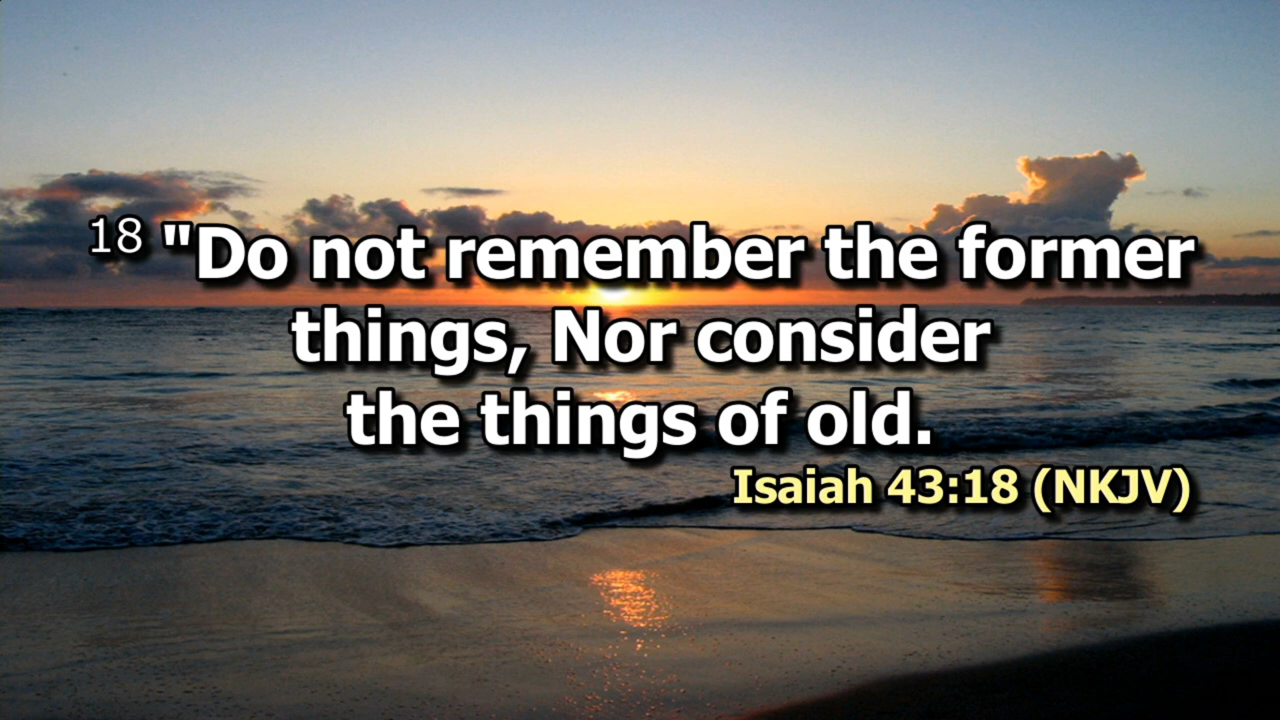 18 "Do not remember the former
things, Nor consider
the things of old.
Isaiah 43:18 (NKJV)